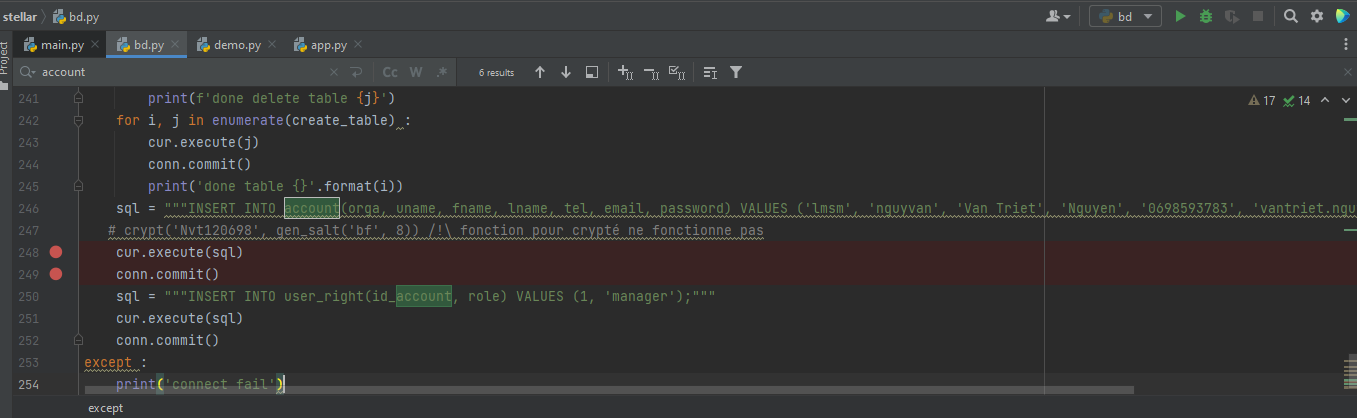 stellar bd.py
bd
Project
main.py bd.py demo.py app.py
account Cc W .* 6 results
17 14
241 print(f'done delete table {j}')
242 for i, j in enumerate(create_table) :
243 cur.execute(j)
244 conn.commit()
245 print('done table {}'.format(i))
246 sql = """INSERT INTO account(orga, uname, fname, lname, tel, email, password) VALUES ('lmsm', 'nguyvan', 'Van Triet', 'Nguyen', '0698593783', 'vantriet.ngu
247 # crypt('Nvt120698', gen_salt('bf', 8)) /!\ fonction pour crypté ne fonctionne pas
248 cur.execute(sql)
249 conn.commit()
250 sql = """INSERT INTO user_right(id_account, role) VALUES (1, 'manager');"""
251 cur.execute(sql)
252 conn.commit()
253 except :
254 print('connect fail')
except